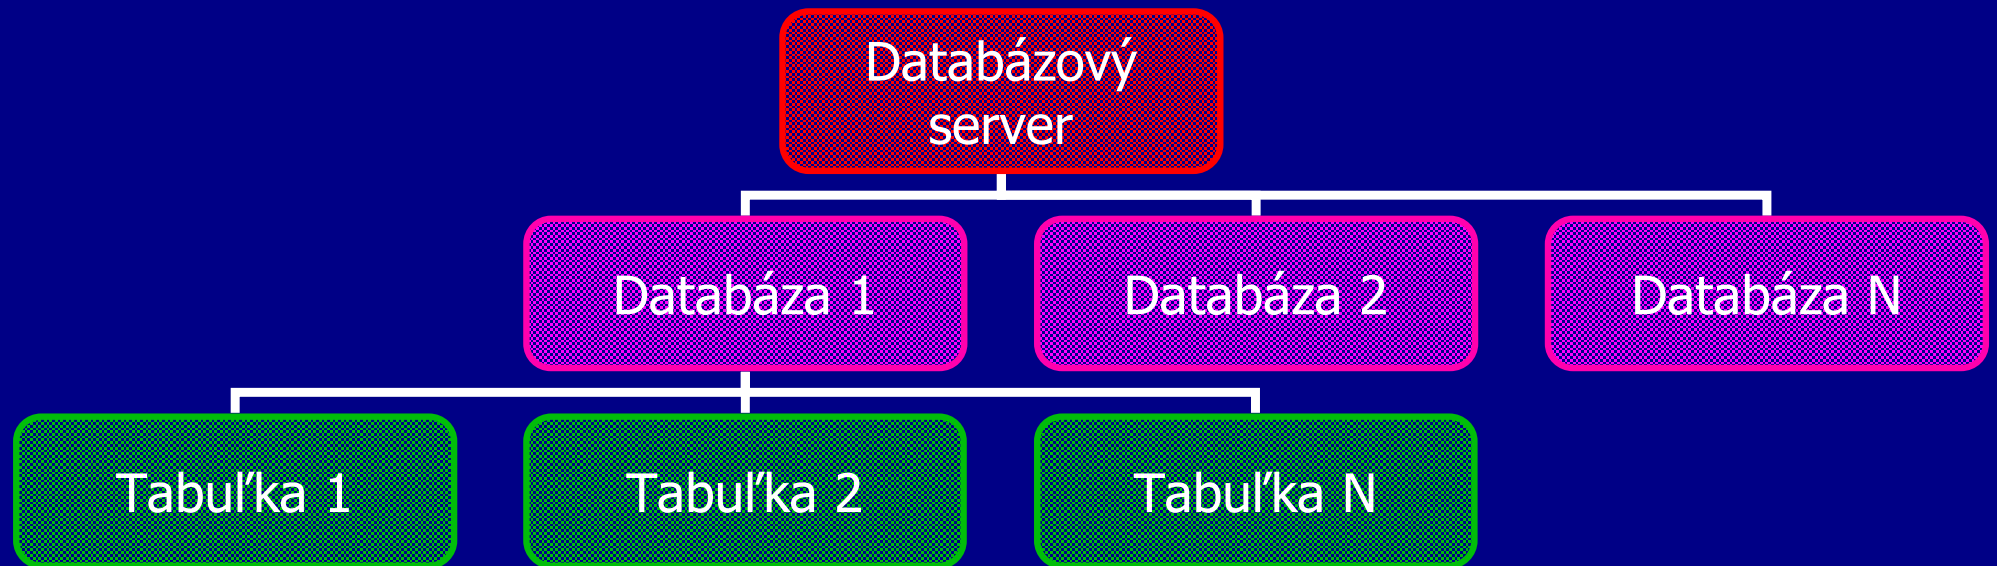 Databázový
server
Databáza 1
Databáza 2
Databáza N
Tabuľka 1
Tabuľka 2
Tabuľka N